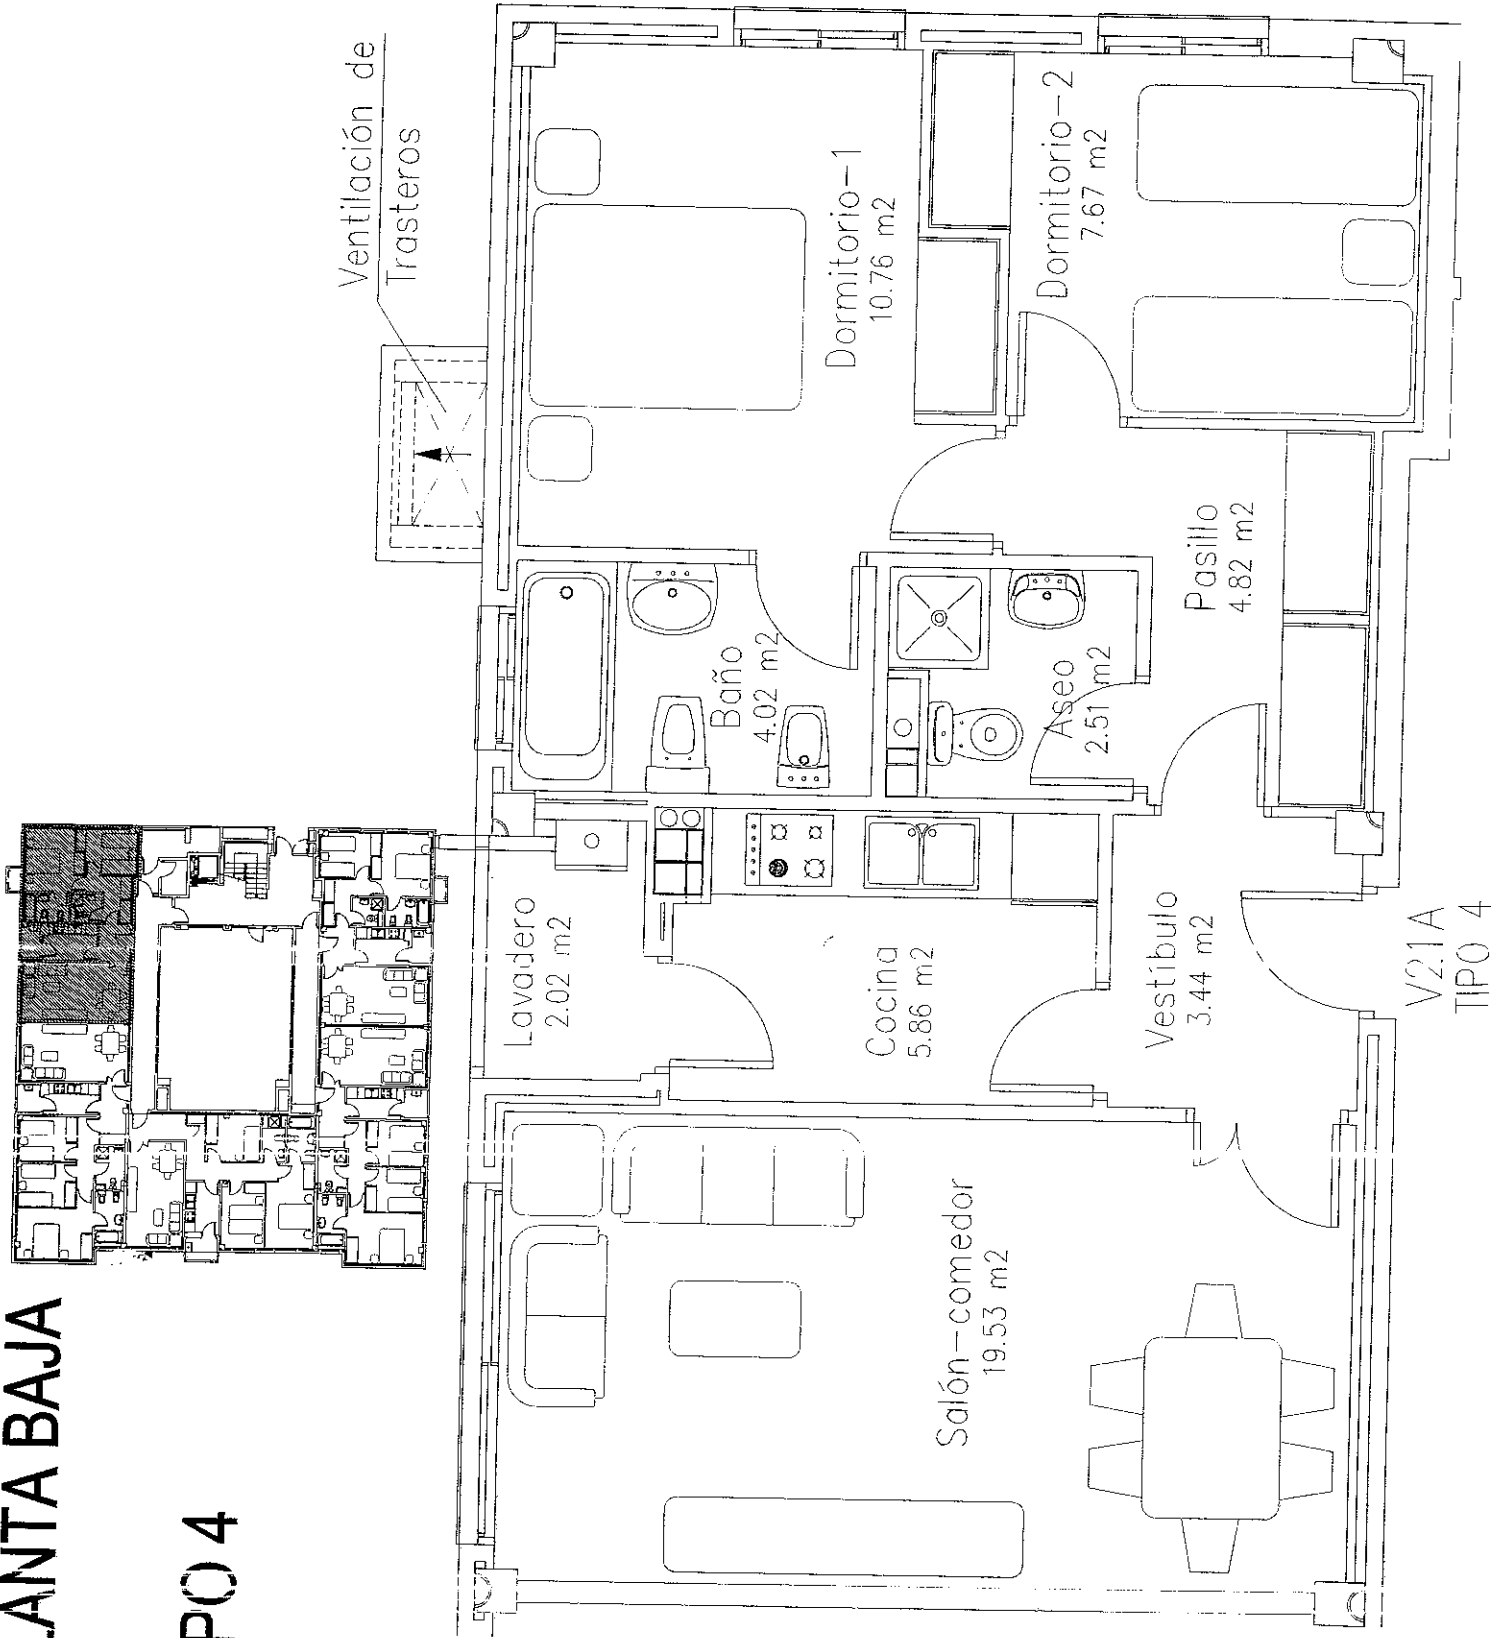 LANTA BAJA
PO 4
Ventilación de
Trasteros
Dormitorio-1
10.76 m2
Dormitorio-2
7.67 m2
Baño
4.02 m2
Aseo
2.51 m2
Pasillo
4.82 m2
Lavadero
2.02 m2
Cocina
5.86 m2
Vestíbulo
3.44 m2
Salón-comedor
19.53 m2
V21A
TIPO 4